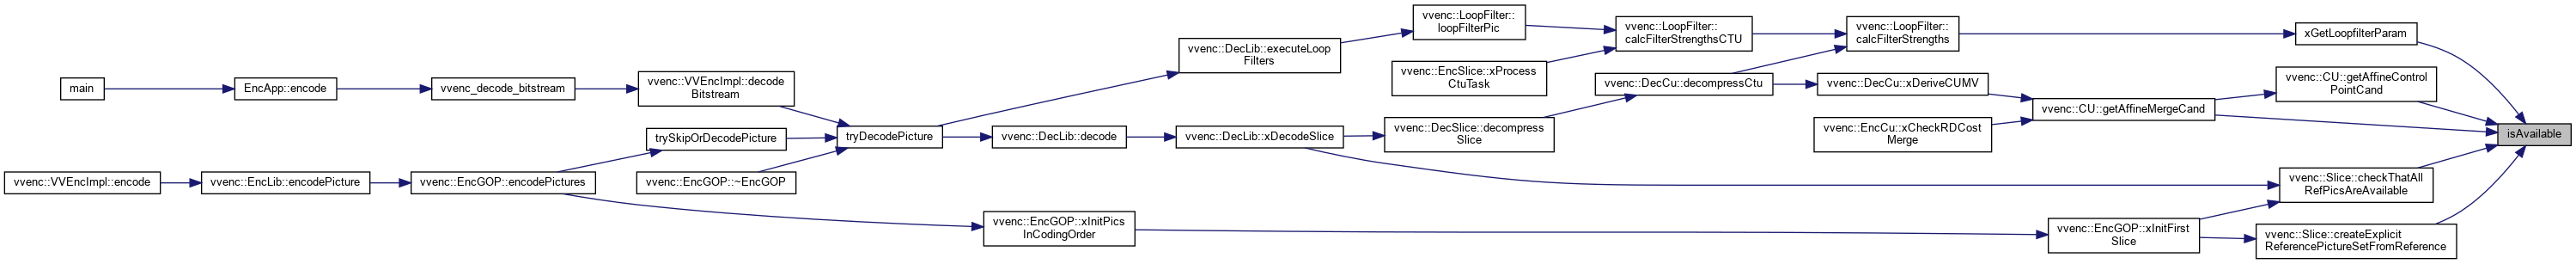 main
EncApp::encode
vvenc_decode_bitstream
vvenc::VVEncImpl::decode
Bitstream
vvenc::VVEncImpl::encode
vvenc::EncLib::encodePicture
trySkipOrDecodePicture
vvenc::EncGOP::encodePictures
vvenc::EncGOP::~EncGOP
tryDecodePicture
vvenc::DecLib::executeLoop
Filters
vvenc::DecLib::decode
vvenc::EncGOP::xInitPics
InCodingOrder
vvenc::DecLib::xDecodeSlice
vvenc::LoopFilter::
loopFilterPic
vvenc::EncSlice::xProcess
CtuTask
vvenc::DecSlice::decompress
Slice
vvenc::LoopFilter::
calcFilterStrengthsCTU
vvenc::DecCu::decompressCtu
vvenc::LoopFilter::
calcFilterStrengths
vvenc::DecCu::xDeriveCUMV
vvenc::EncCu::xCheckRDCost
Merge
vvenc::CU::getAffineMergeCand
vvenc::EncGOP::xInitFirst
Slice
xGetLoopfilterParam
vvenc::CU::getAffineControl
PointCand
vvenc::Slice::checkThatAll
RefPicsAreAvailable
vvenc::Slice::createExplicit
ReferencePictureSetFromReference
isAvailable